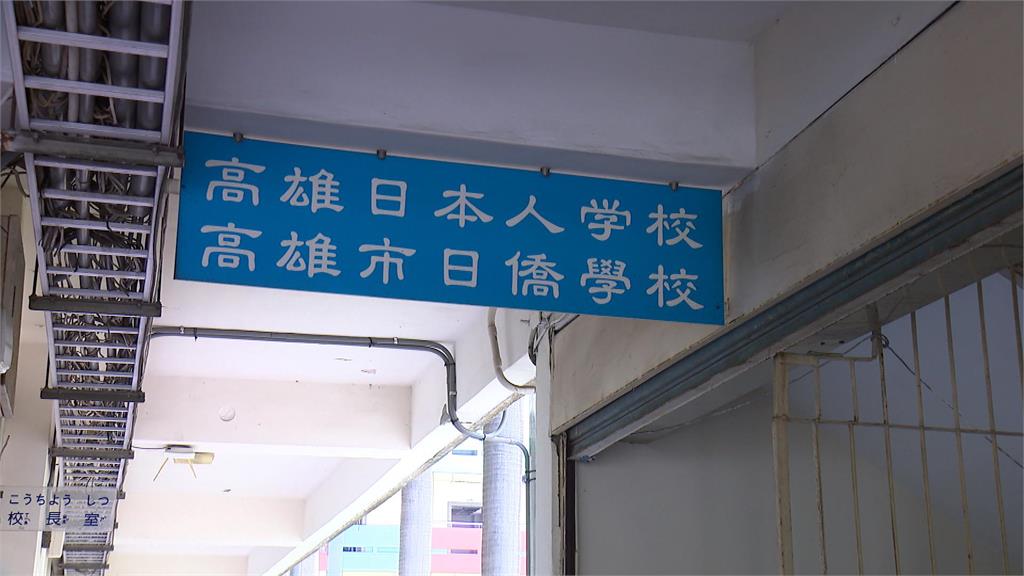 高雄日本人学校
高雄市日僑學校
こうちよう しつ
校長室